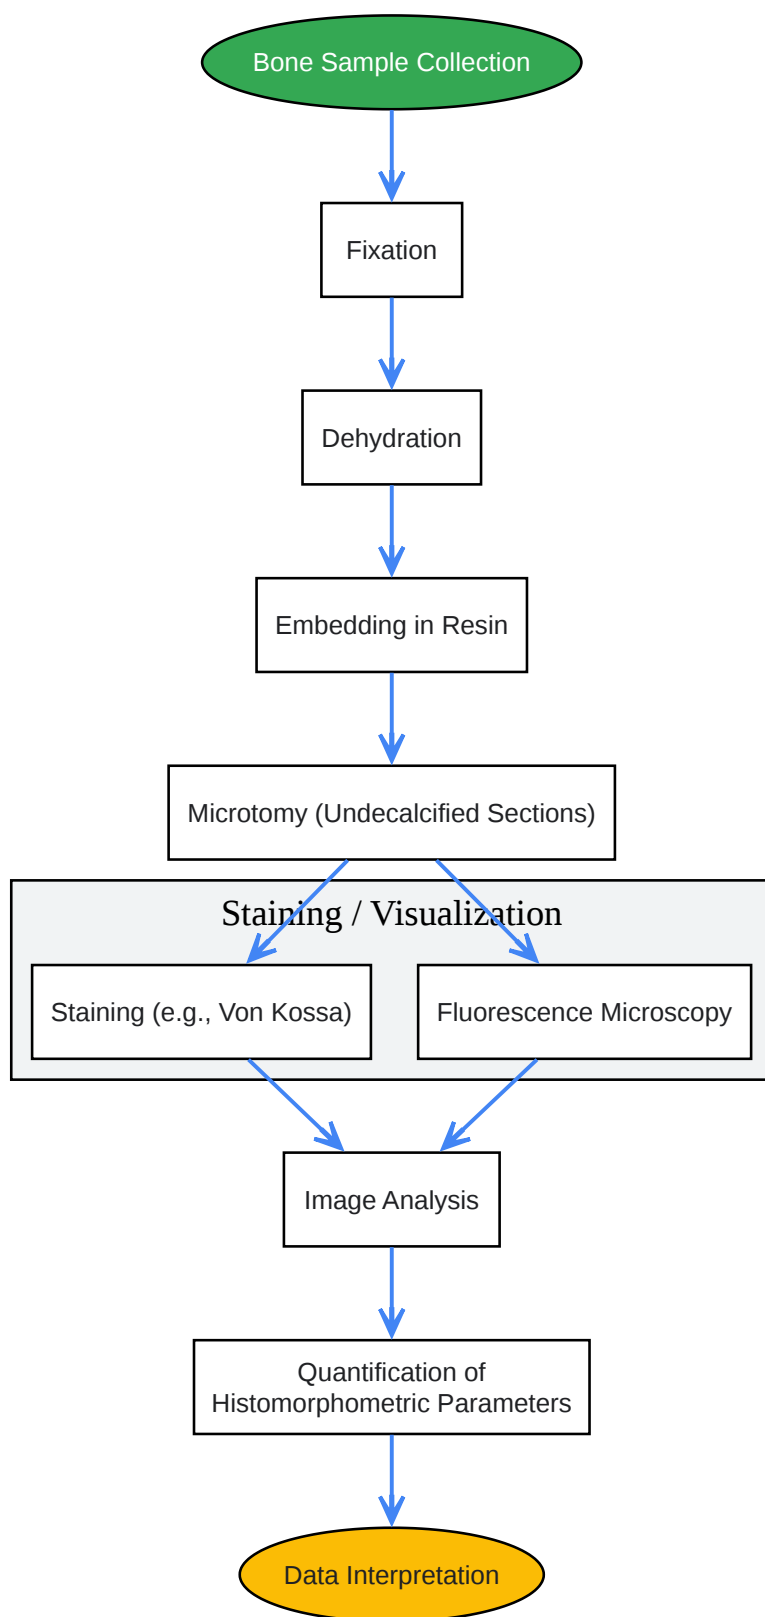 Bone Sample Collection
Fixation
Dehydration
Embedding in Resin
Microtomy (Undecalcified Sections)
Staining / Visualization
Staining (e.g., Von Kossa)
Fluorescence Microscopy
Image Analysis
Quantification of
Histomorphometric Parameters
Data Interpretation